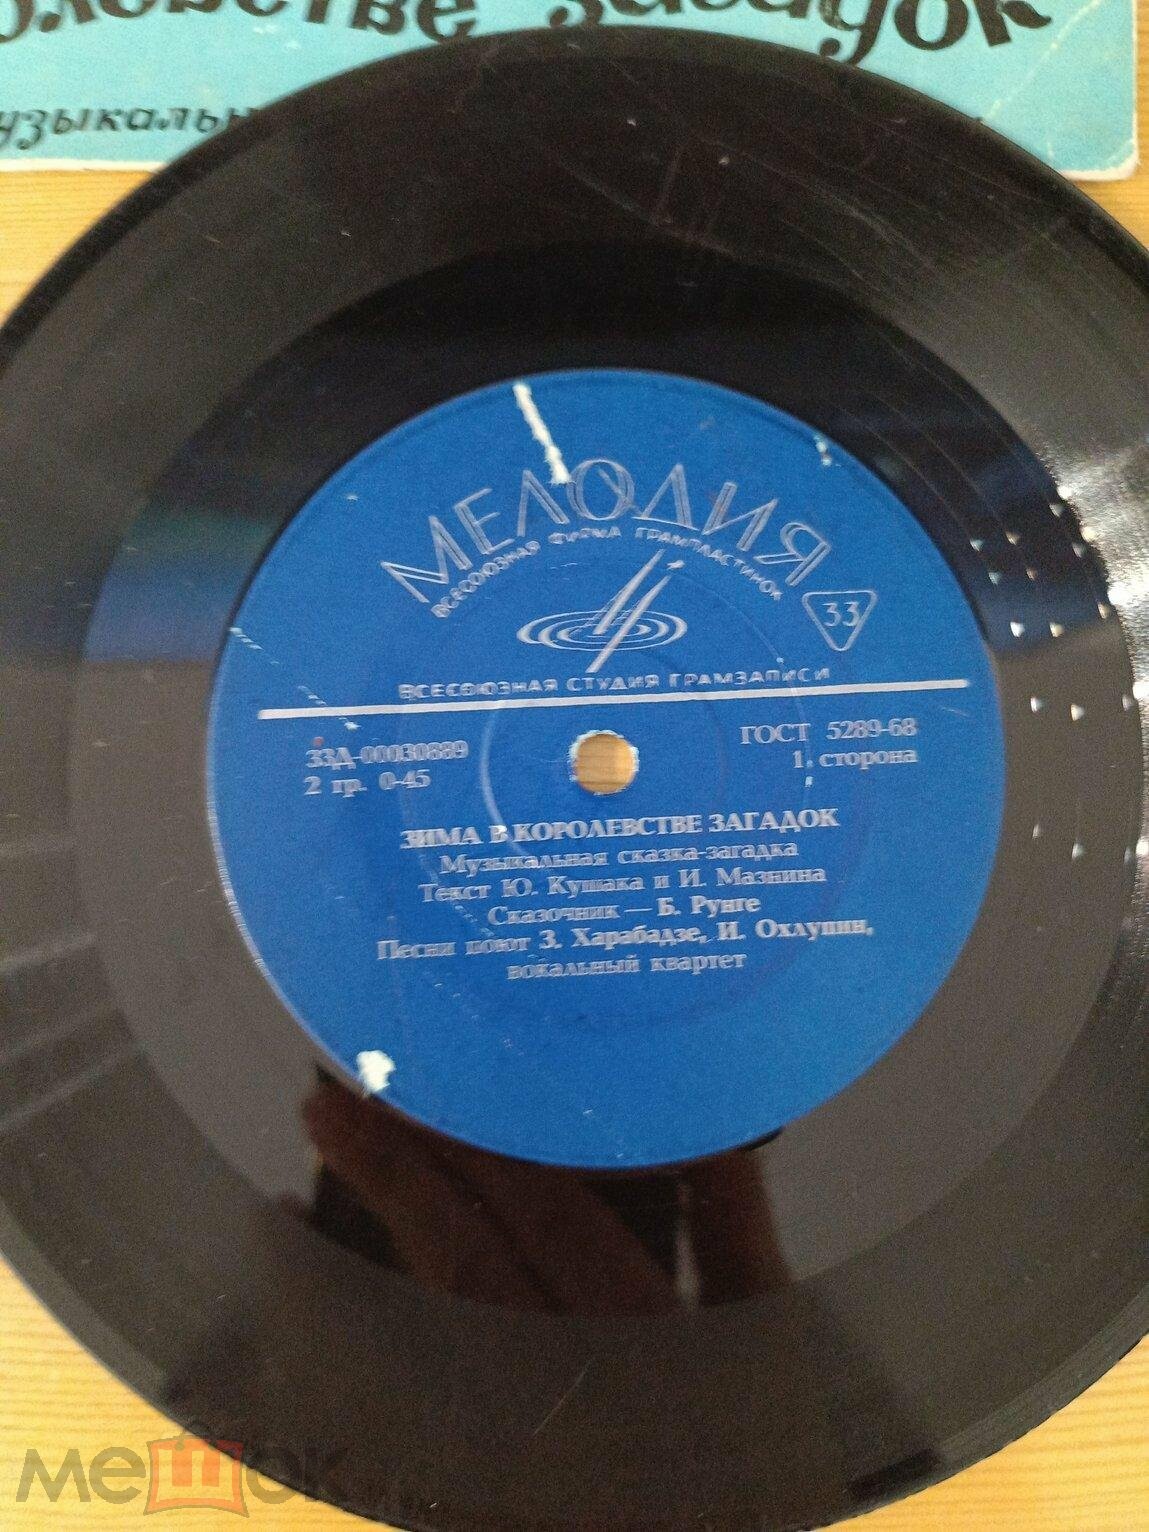 королевстве загадок
музыкальн
МЕЛОДИЯ
ВСЕСОЮЗНАЯ ФИРМА ГРАМПЛАСТИНОК
33
ВСЕСОЮЗНАЯ СТУДИЯ ГРАМЗАПИСИ
33Д-00030889
ГОСТ 5289-68
2 гр. 0-45
1 сторона
ЗИМА В КОРОЛЕВСТВЕ ЗАГАДОК
Музыкальная сказка-загадка
Текст Ю. Кушака и И. Мазнина
Сказочник — Б. Рунге
Песни поют З. Харабадзе, И. Охлупин,
вокальный квартет
мешок